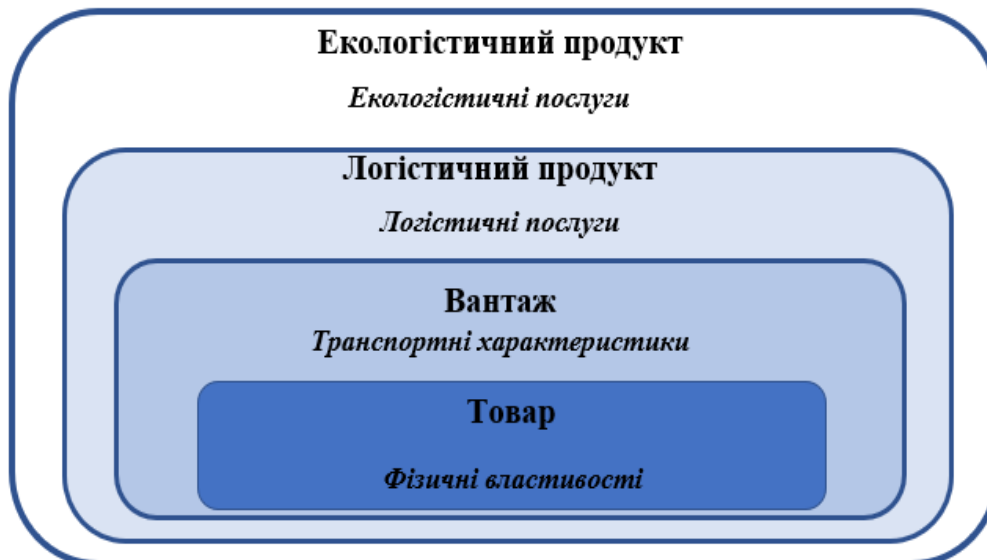 Екологістичний продукт
Екологістичні послуги
Логістичний продукт
Логістичні послуги
Вантаж
Транспортні характеристики
Товар
Фізичні властивості